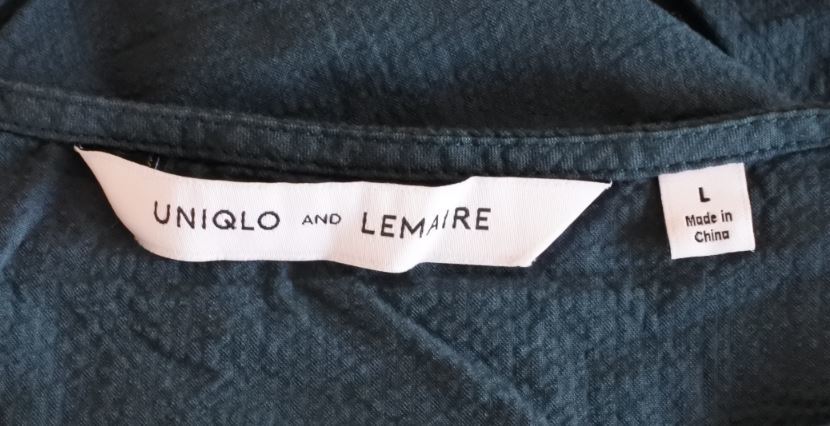 UNIQLO AND LEMAIRE
L
Made in
China